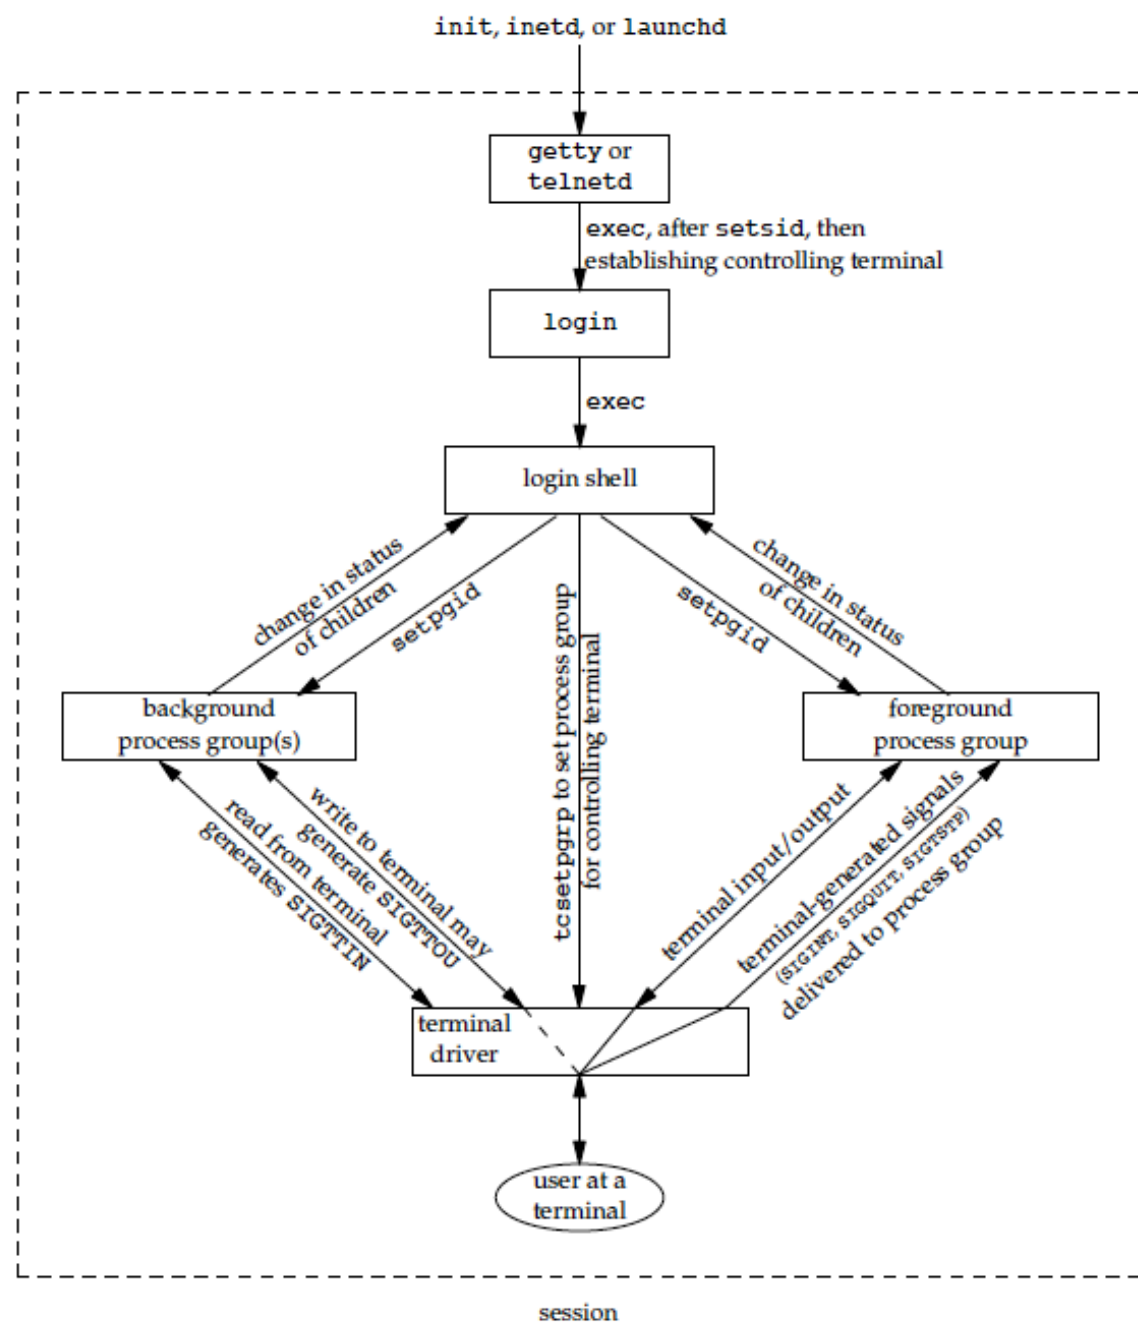 init, inetd, or launchd
getty or
telnetd
exec, after setsid, then
establishing controlling terminal
login
exec
login shell
change in status
of children
setpgid
tcsetpgrp to set process group
for controlling terminal
setpgid
change in status
of children
background
process group(s)
foreground
process group
read from terminal
generates SIGTTIN
write to terminal may
generate SIGTTOU
terminal input/output
terminal-generated signals
(SIGINT, SIGQUIT, SIGTSTP)
delivered to process group
terminal
driver
user at a
terminal
session